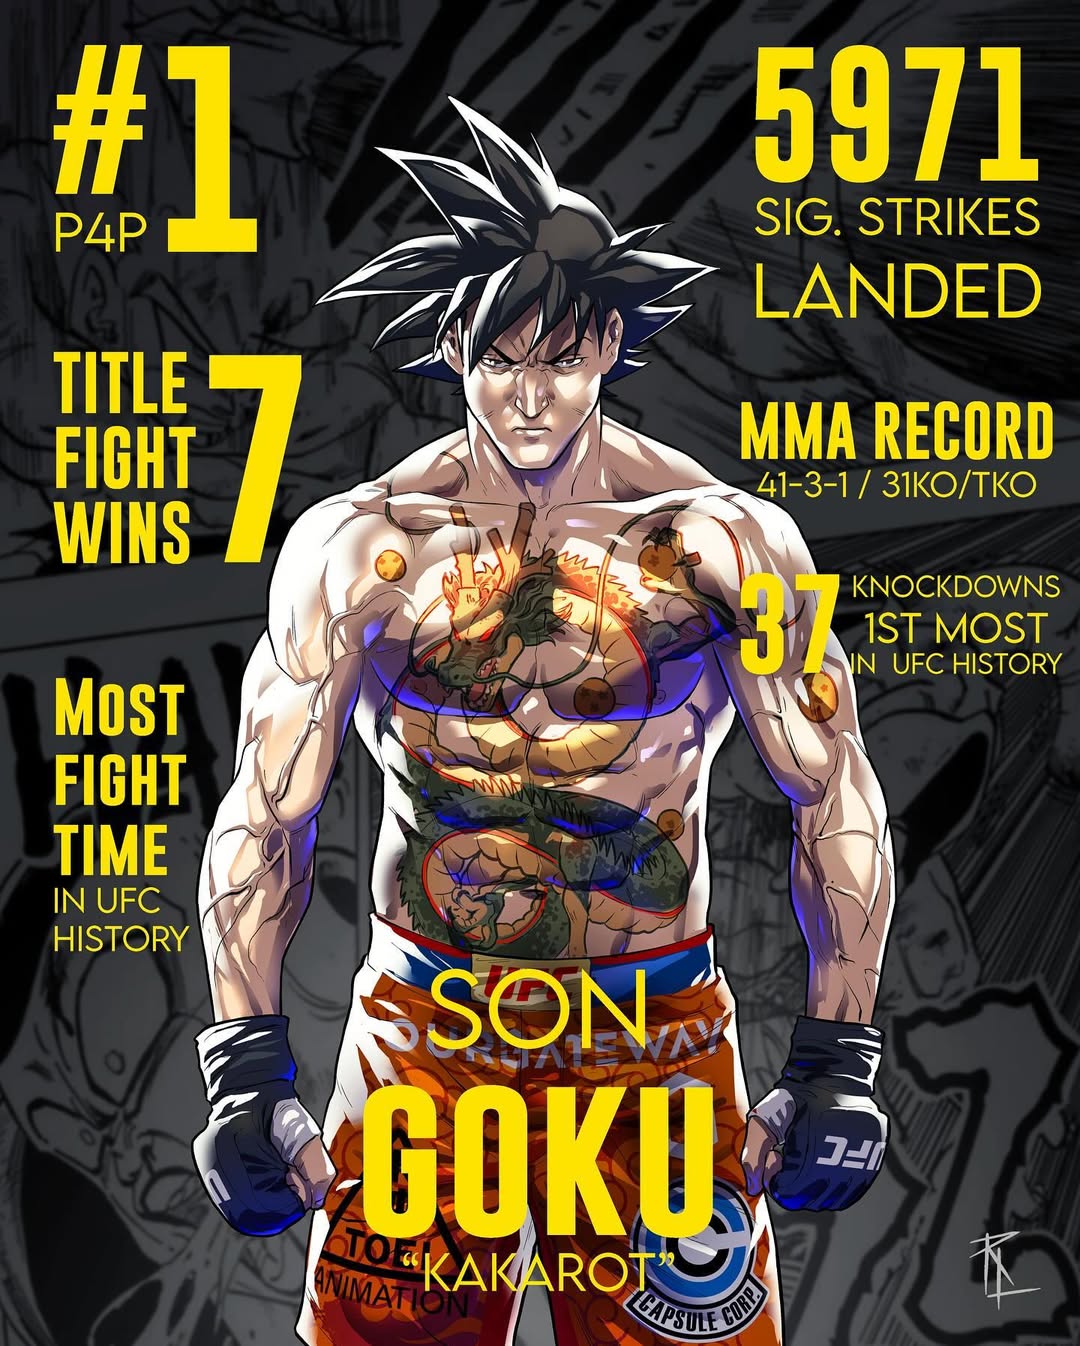 #1
P4P
5971
SIG. STRIKES
LANDED
TITLE
FIGHT
WINS
7
MMA RECORD
41-3-1 / 31KO/TKO
37
KNOCKDOWNS
1ST MOST
IN UFC HISTORY
MOST
FIGHT
TIME
IN UFC
HISTORY
UFC
SON
OURGATEWAY
GOKU
"KAKAROT"
UFC
TOEI
ANIMATION
CAPSULE CORP.